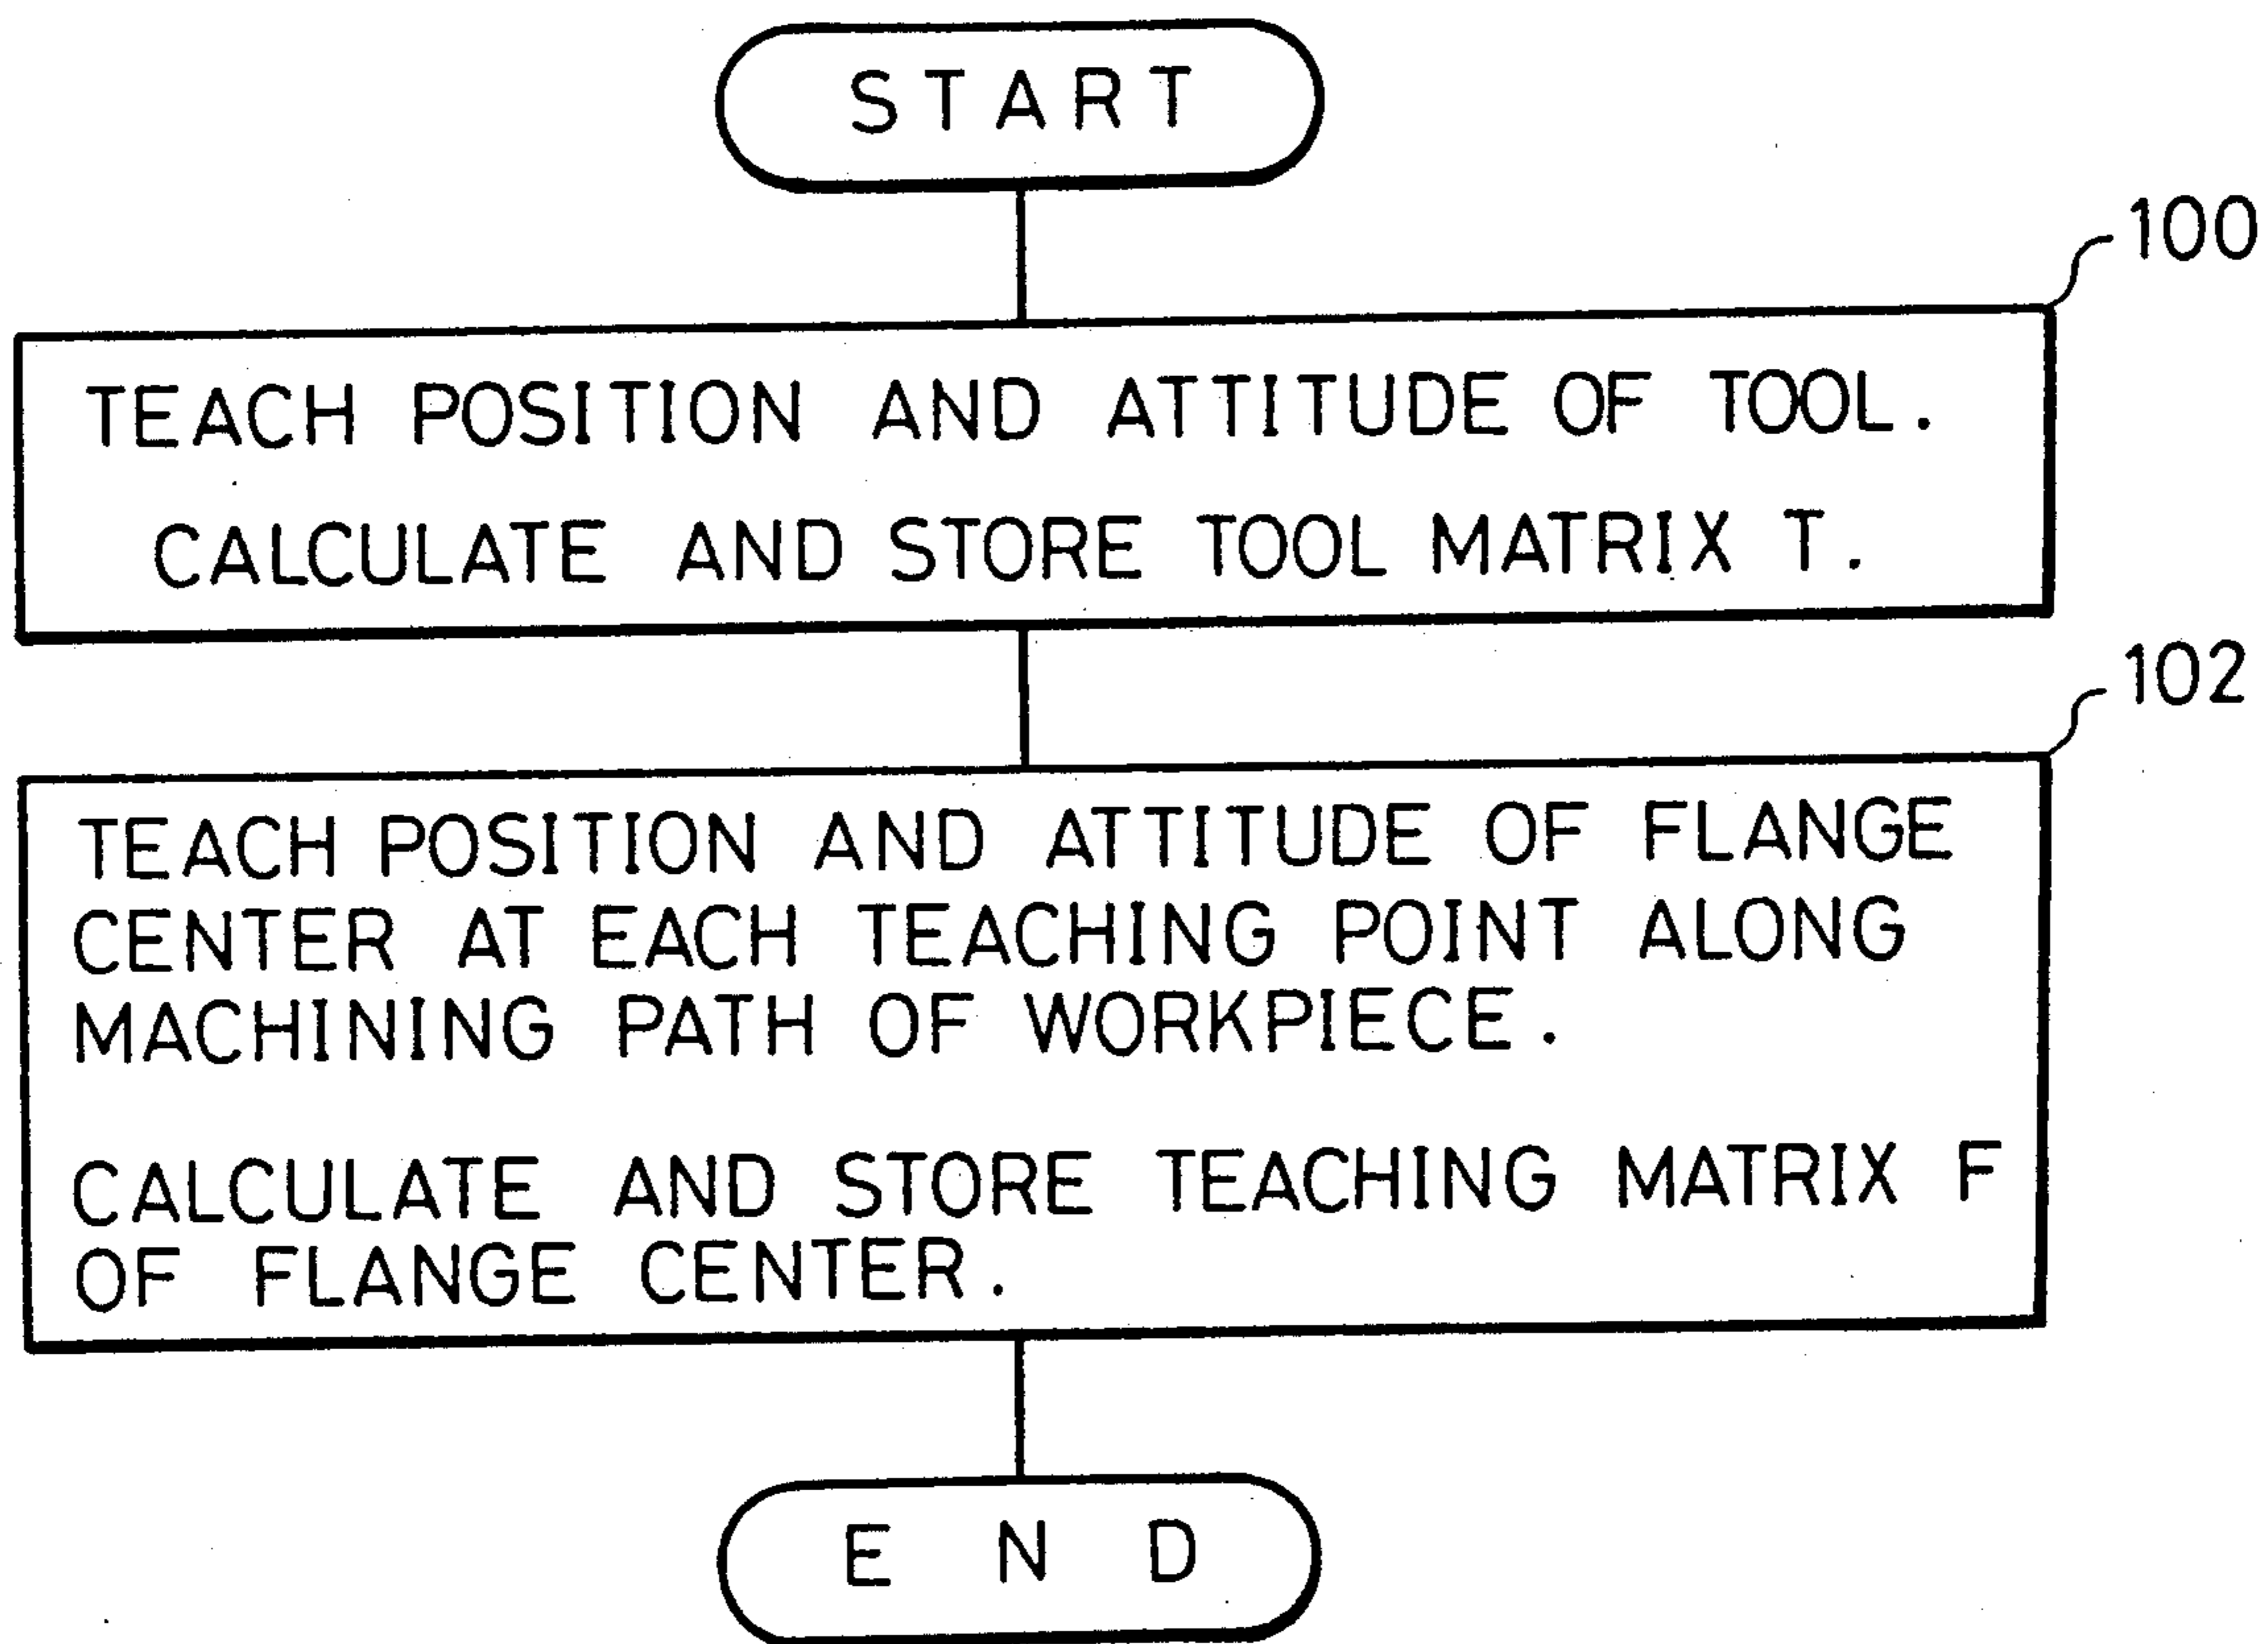 START
100
TEACH POSITION AND ATTITUDE OF TOOL.
CALCULATE AND STORE TOOL MATRIX T.
102
TEACH POSITION AND ATTITUDE OF FLANGE
CENTER AT EACH TEACHING POINT ALONG
MACHINING PATH OF WORKPIECE.
CALCULATE AND STORE TEACHING MATRIX F
OF FLANGE CENTER.
END